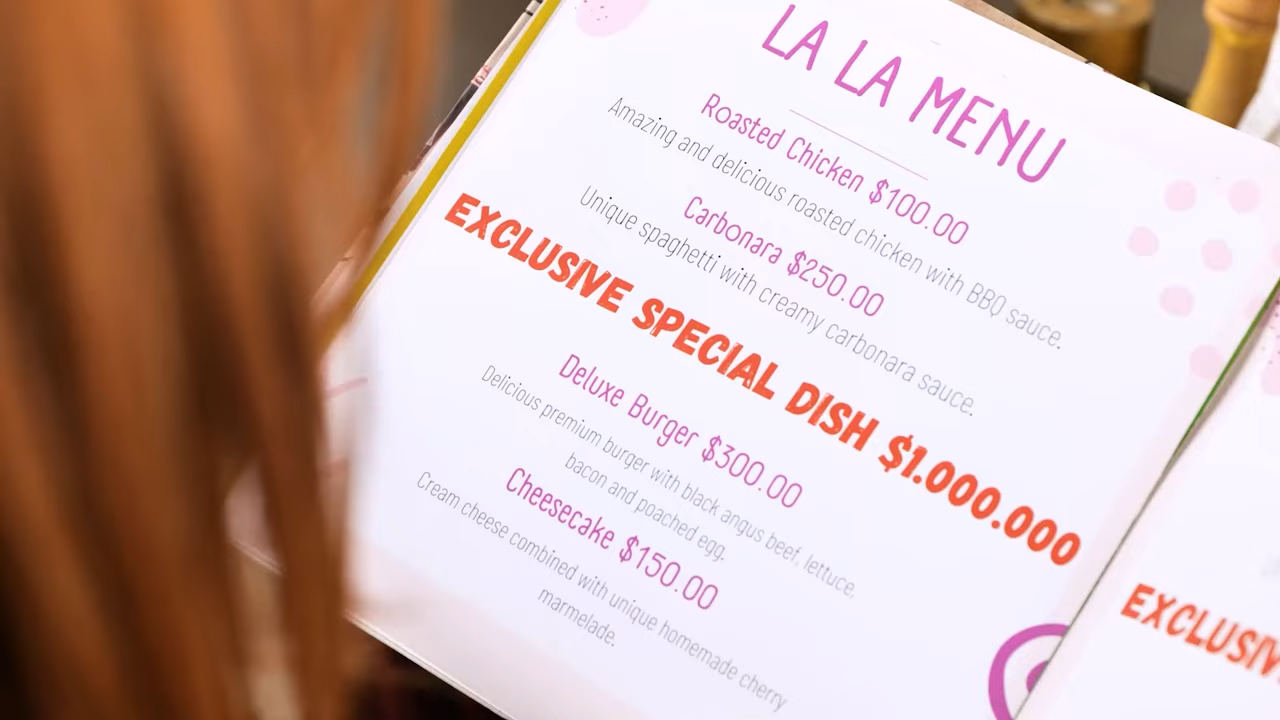 LA LA MENU
Roasted Chicken $100.00
Amazing and delicious roasted chicken with BBQ sauce.
Carbonara $250.00
Unique spaghetti with creamy carbonara sauce.
EXCLUSIVE SPECIAL DISH $1.000.000
Deluxe Burger $300.00
Delicious premium burger with black angus beef, lettuce,
bacon and poached egg.
Cheesecake $150.00
Cream cheese combined with unique homemade cherry
marmelade.
EXCLUSIV